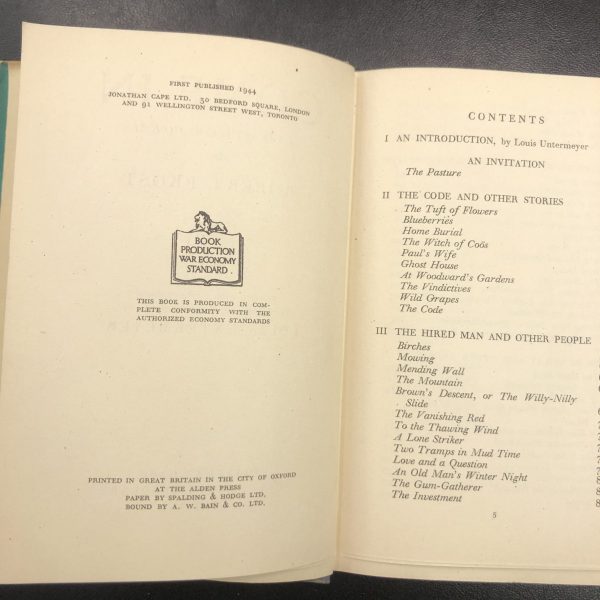 FIRST PUBLISHED 1944
JONATHAN CAPE LTD. 30 BEDFORD SQUARE, LONDON
AND 91 WELLINGTON STREET WEST, TORONTO
BOOK
PRODUCTION
WAR ECONOMY
STANDARD
THIS BOOK IS PRODUCED IN COM-
PLETE CONFORMITY WITH THE
AUTHORIZED ECONOMY STANDARDS
PRINTED IN GREAT BRITAIN IN THE CITY OF OXFORD
AT THE ALDEN PRESS
PAPER BY SPALDING & HODGE LTD.
BOUND BY A. W. BAIN & CO. LTD.
CONTENTS
I AN INTRODUCTION, by Louis Untermeyer
AN INVITATION
The Pasture
II THE CODE AND OTHER STORIES
The Tuft of Flowers
Blueberries
Home Burial
The Witch of Coös
Paul's Wife
Ghost House
At Woodward's Gardens
The Vindictives
Wild Grapes
The Code
III THE HIRED MAN AND OTHER PEOPLE
Birches
Mowing
Mending Wall
The Mountain
Brown's Descent, or The Willy-Nilly
Slide
The Vanishing Red
To the Thawing Wind
A Lone Striker
Two Tramps in Mud Time
Love and a Question
An Old Man's Winter Night
The Gum-Gatherer
The Investment
5